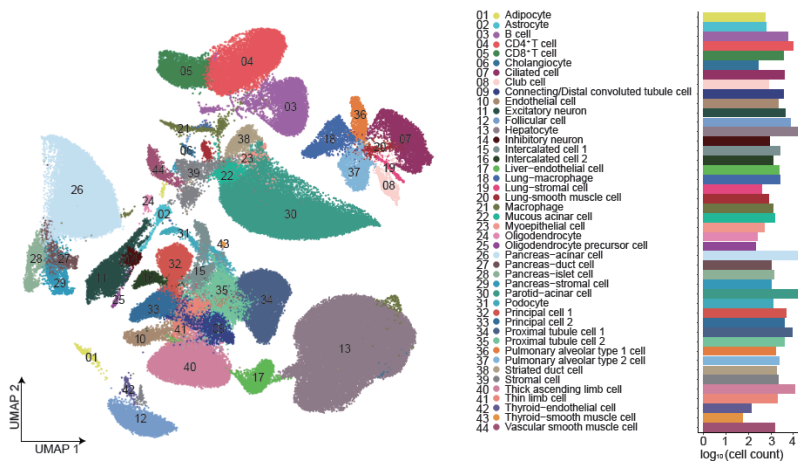 01 Adipocyte
02 Astrocyte
03 B cell
04 CD4⁺T cell
05 CD8⁺T cell
06 Cholangiocyte
07 Ciliated cell
08 Club cell
09 Connecting/Distal convoluted tubule cell
10 Endothelial cell
11 Exitatory neuron
12 Follicular cell
13 Hepatocyte
14 Inhibitory neuron
15 Intercalated cell 1
16 Intercalated cell 2
17 Liver−endothelial cell
18 Lung−macrophage
19 Lung−stromal cell
20 Lung−smooth muscle cell
21 Macrophage
22 Mucous acinar cell
23 Myoepithelial cell
24 Oligodendrocyte
25 Oligodendrocyte precursor cell
26 Pancreas−acinar cell
27 Pancreas−duct cell
28 Pancreas−islet cell
29 Pancreas−stromal cell
30 Parotid−acinar cell
31 Podocyte
32 Principal cell 1
33 Principal cell 2
34 Proximal tubule cell 1
35 Proximal tubule cell 2
36 Pulmonary alveolar type 1 cell
37 Pulmonary alveolar type 2 cell
38 Striated duct cell
39 Stromal cell
40 Thick ascending limb cell
41 Thin limb cell
42 Thyroid−endothelial cell
43 Thyroid−smooth muscle cell
44 Vascular smooth muscle cell
0 1 2 3 4
log₁₀ (cell count)
04
05
03
36
21
18
07
38
20
06
23
19
26
44
39
22
37
08
24
02
30
31
43
28
27
32
29
11
15
25
35
34
33
41
10
01
40
13
17
42
12
UMAP 2
UMAP 1